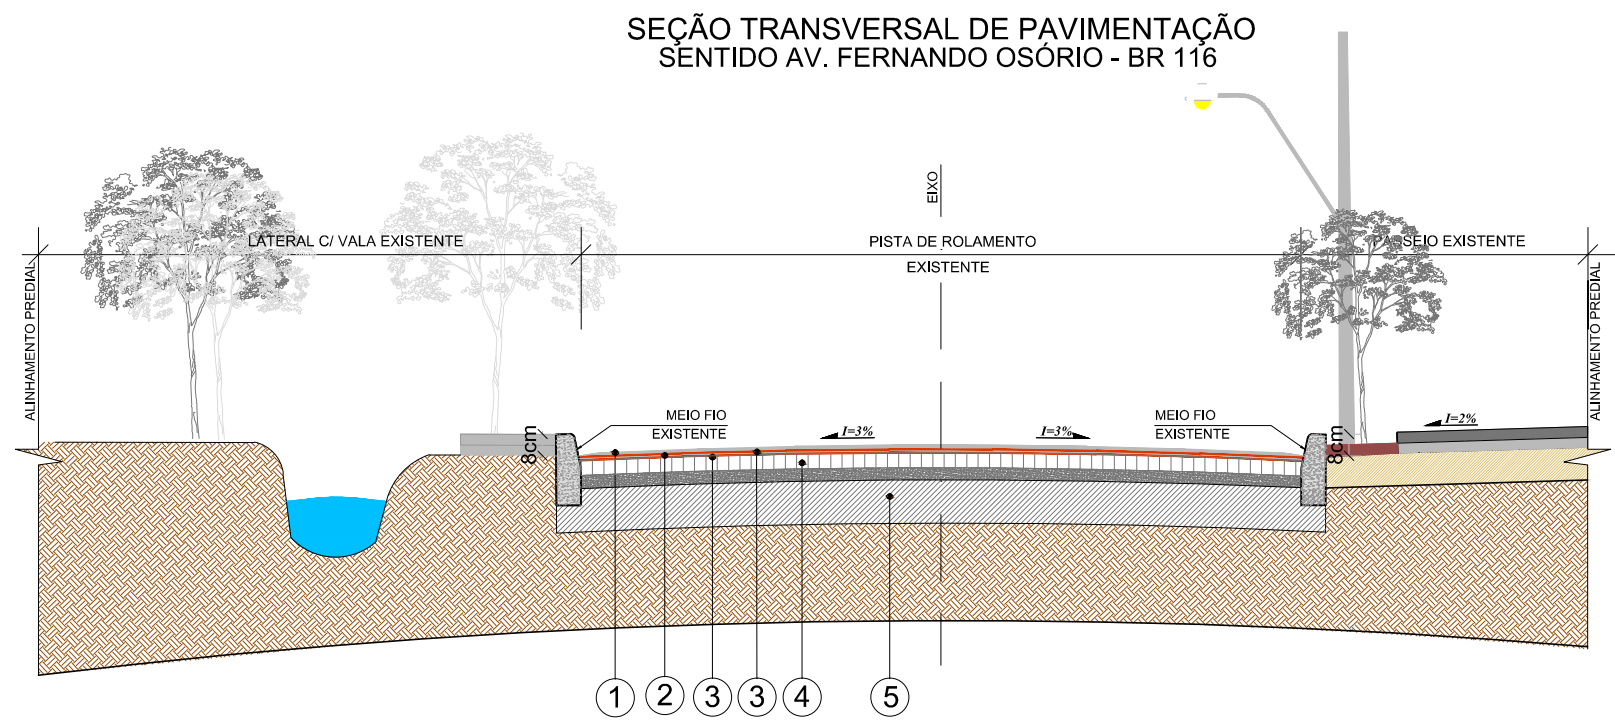 SEÇÃO TRANSVERSAL DE PAVIMENTAÇÃO
SENTIDO AV. FERNANDO OSÓRIO - BR 116
EIXO
LATERAL C/ VALA EXISTENTE
PISTA DE ROLAMENTO
EXISTENTE
PASSEIO EXISTENTE
ALINHAMENTO PREDIAL
ALINHAMENTO PREDIAL
MEIO FIO
EXISTENTE
MEIO FIO
EXISTENTE
I=3%
I=3%
I=2%
8cm
8cm
1
2
3
3
4
5